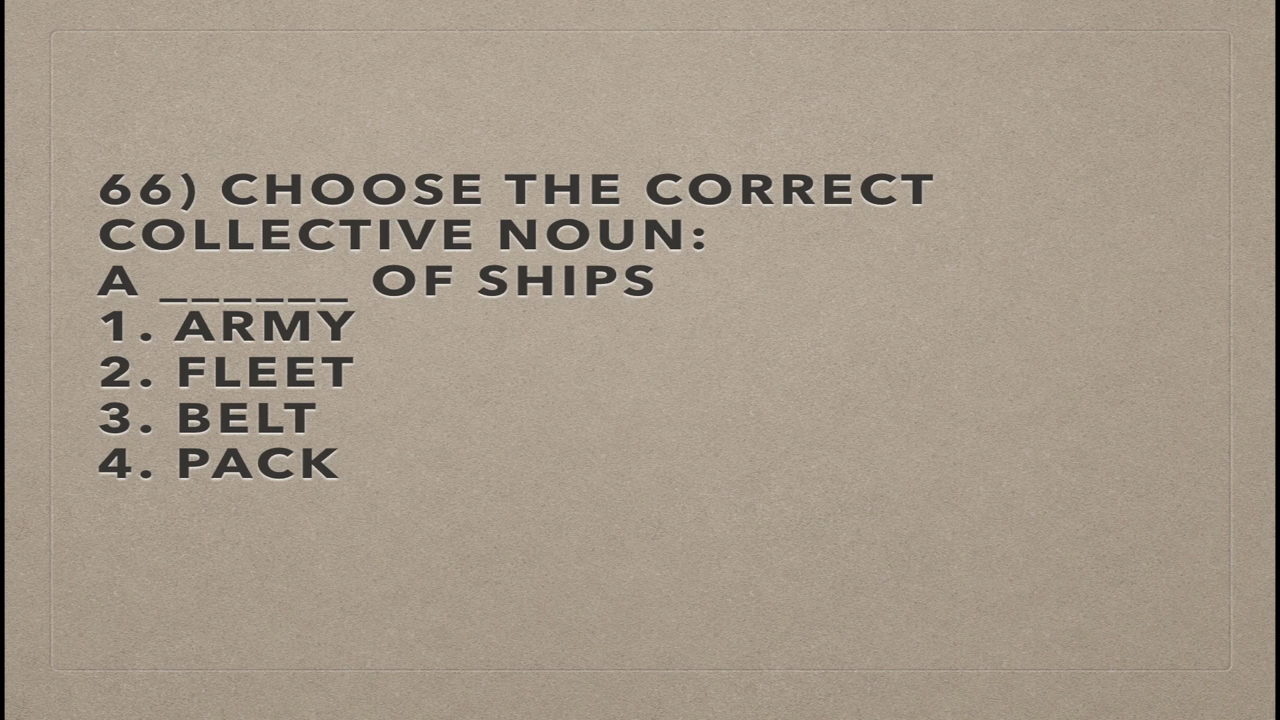 66) CHOOSE THE CORRECT
COLLECTIVE NOUN:
A ______ OF SHIPS
1. ARMY
2. FLEET
3. BELT
4. PACK